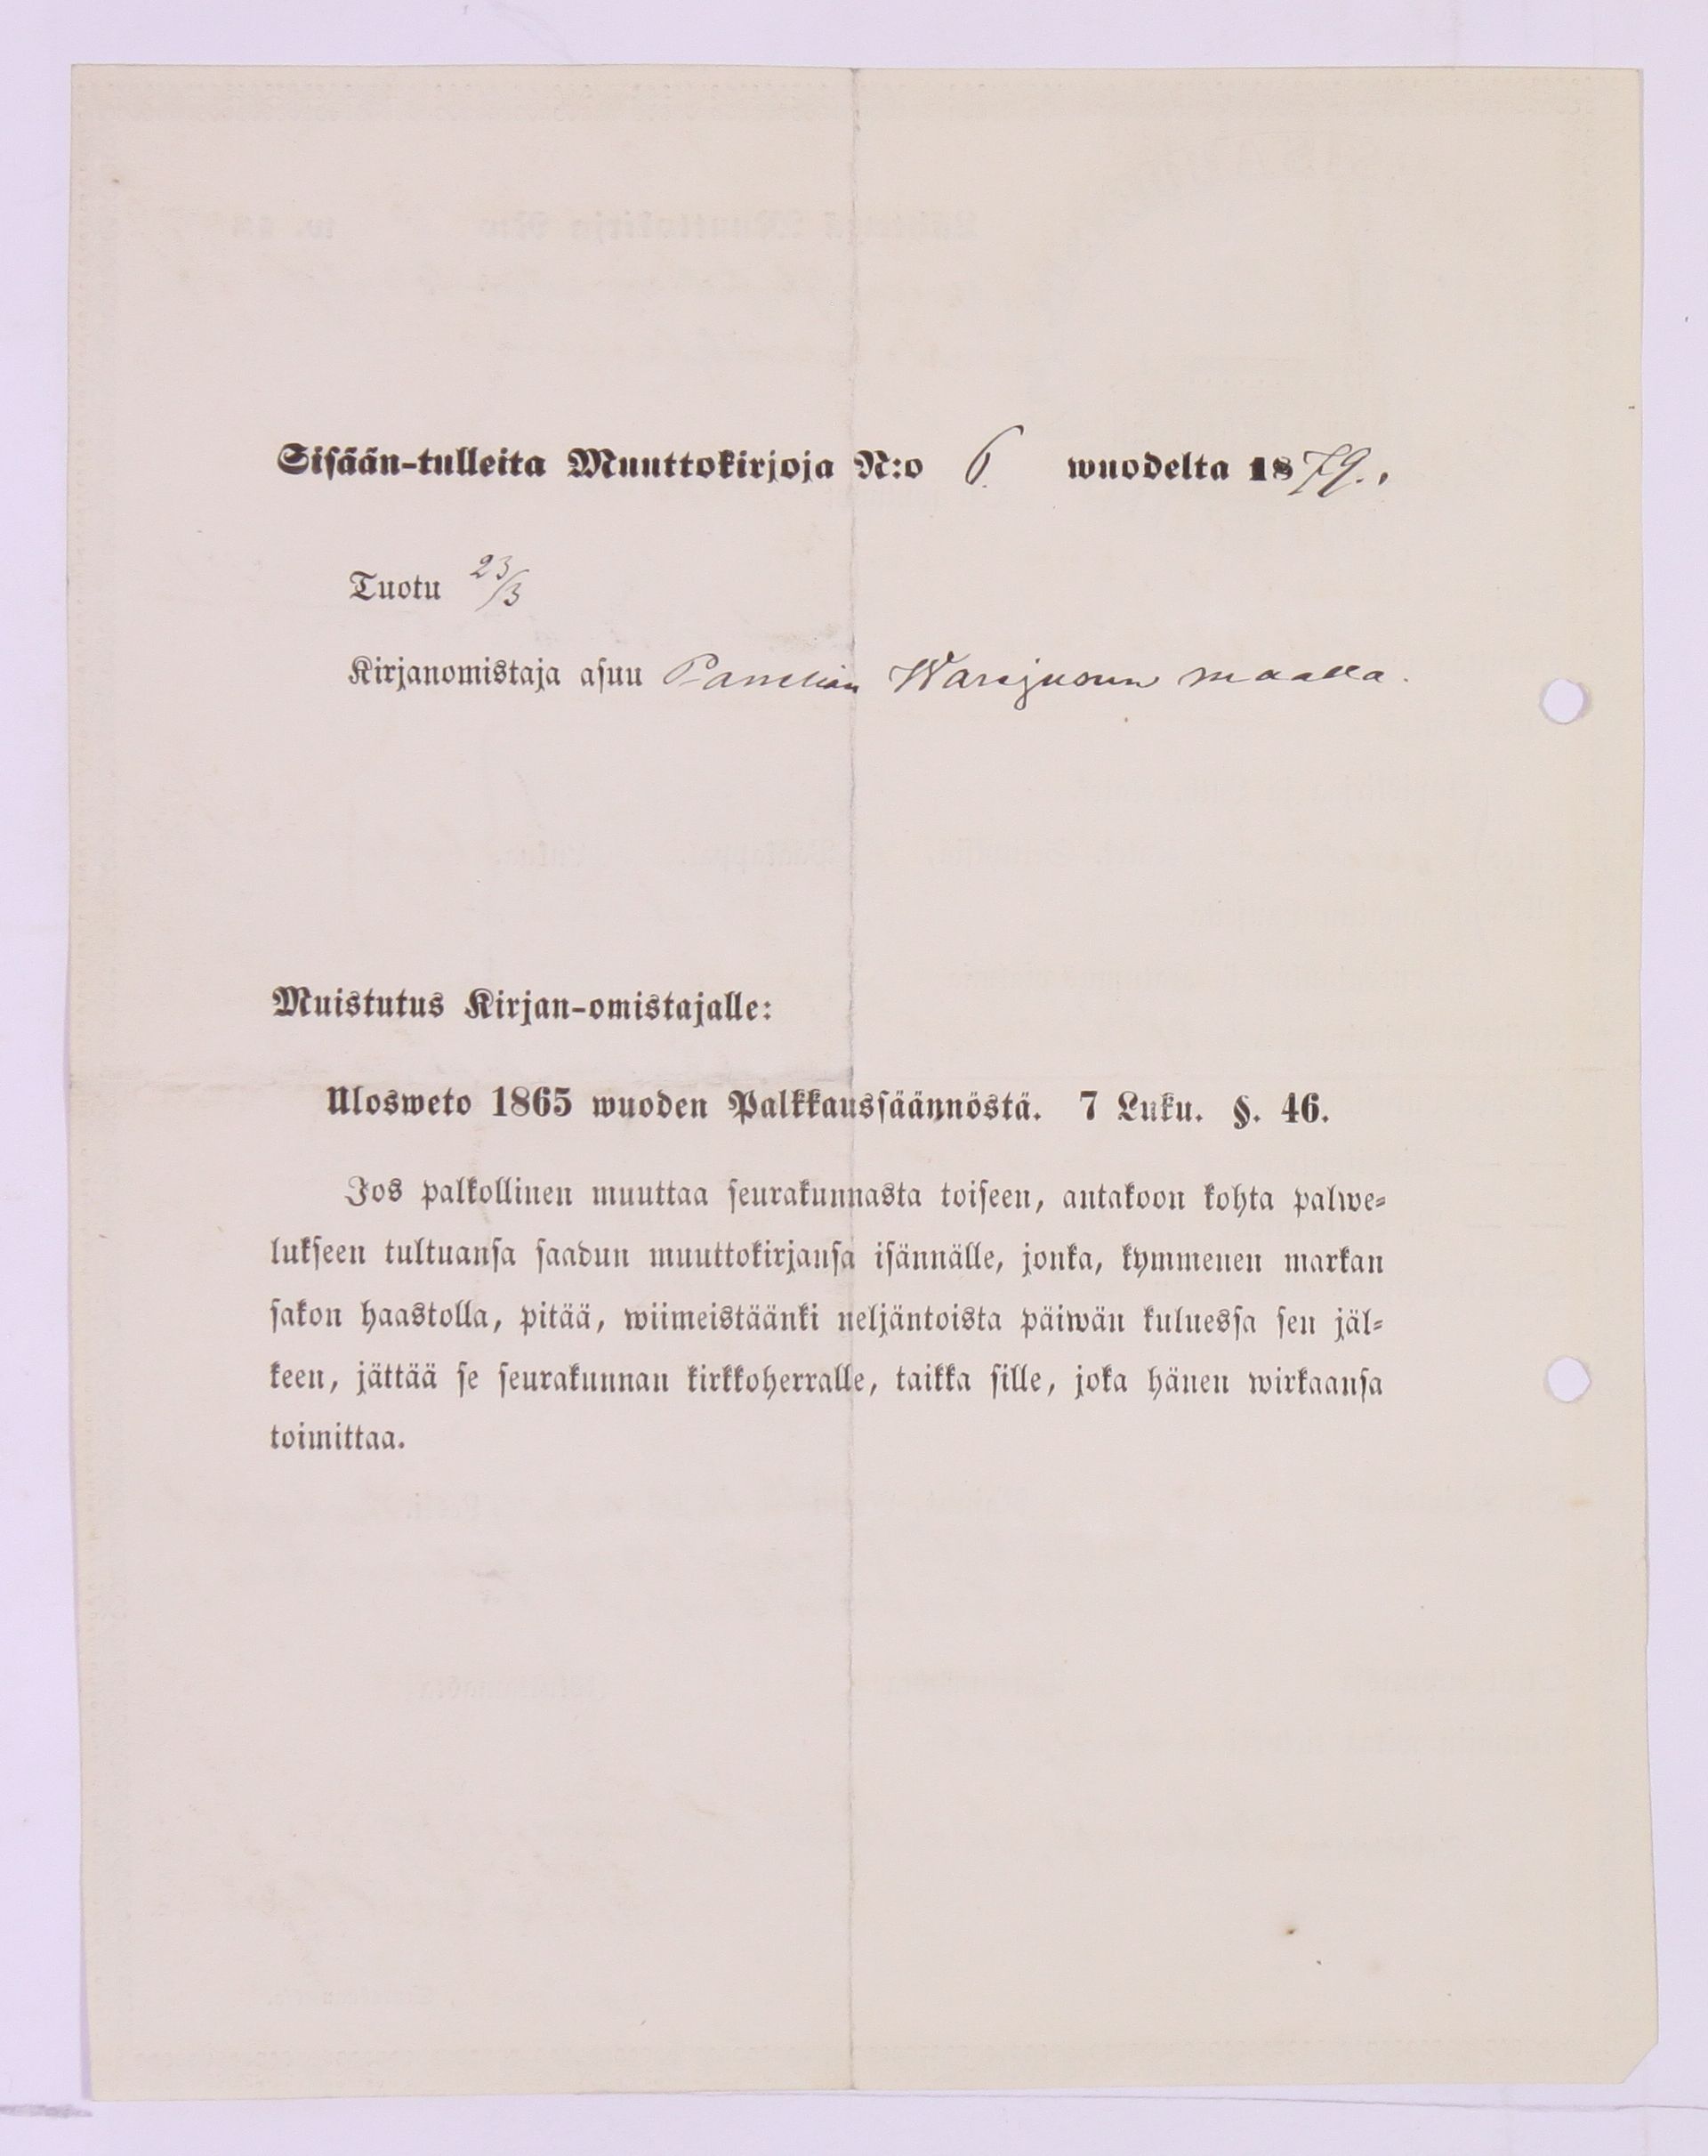 Sisään-tulleita Muuttokirjoja N:o 6. wuodelta 1879.
Tuotu 23/3
Kirjanomistaja asuu Panelian Warejusun maalla.
Muistutus Kirjan-omistajalle:
Ulosweto 1865 wuoden Palkkaussäännöstä. 7 Luku. §. 46.
Jos palkollinen muuttaa seurakunnasta toiseen, antakoon kohta palwe-
lukseen tultuansa saadun muuttokirjansa isännälle, jonka, kymmenen markan
sakon haastolla, pitää, wiimeistäänki neljäntoista päiwän kuluessa sen jäl-
keen, jättää se seurakunnan kirkkoherralle, taikka sille, joka hänen wirkaansa
toimittaa.